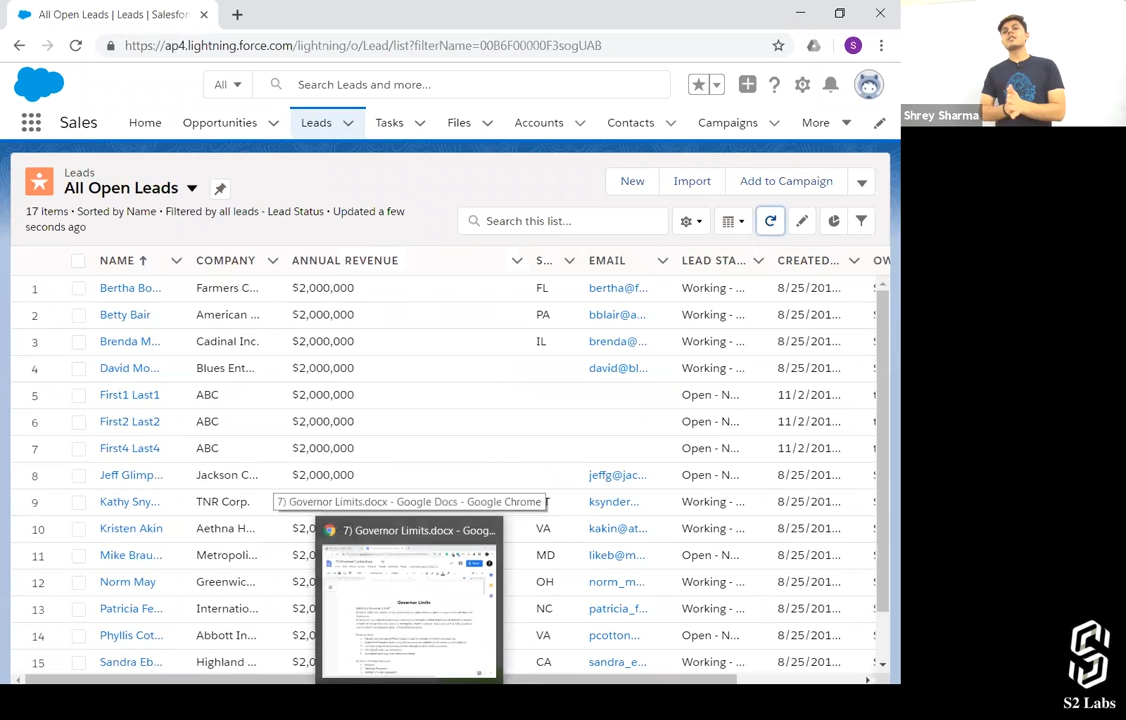 All Open Leads | Leads | Salesfor
https://ap4.lightning.force.com/lightning/o/Lead/list?filterName=00B6F00000F3sogUAB
S
All
Search Leads and more...
Sales
Home
Opportunities
Leads
Tasks
Files
Accounts
Contacts
Campaigns
More
Shrey Sharma
Leads
All Open Leads
New
Import
Add to Campaign
17 items • Sorted by Name • Filtered by all leads - Lead Status • Updated a few
seconds ago
Search this list...
NAME COMPANY ANNUAL REVENUE S... EMAIL LEAD STA... CREATED... OW
1 Bertha Bo... Farmers C... $2,000,000 FL bertha@f... Working - ... 8/25/201...
2 Betty Bair American ... $2,000,000 PA bblair@a... Working - ... 8/25/201...
3 Brenda M... Cadinal Inc. $2,000,000 IL brenda@... Working - ... 8/25/201...
4 David Mo... Blues Ent... $2,000,000 david@bl... Working - ... 8/25/201...
5 First1 Last1 ABC $2,000,000 Open - N... 11/2/201...
6 First2 Last2 ABC $2,000,000 Open - N... 11/2/201...
7 First4 Last4 ABC $2,000,000 Open - N... 11/2/201...
8 Jeff Glimp... Jackson C... $2,000,000 jeffg@jac... Open - N... 8/25/201...
9 Kathy Sny... TNR Corp. 7) Governor Limits.docx - Google Docs - Google Chrome T ksynder... Working - ... 8/25/201...
10 Kristen Akin Aethna H... $2,0 7) Governor Limits.docx - Goog... VA kakin@at... Working - ... 8/25/201...
11 Mike Brau... Metropoli... $2,0 MD likeb@m... Open - N... 8/25/201...
12 Norm May Greenwic... $2,0 OH norm_m... Working - ... 8/25/201...
Governor Limits
13 Patricia Fe... Internatio... $2,0 NC patricia_f... Working - ... 8/25/201...
14 Phyllis Cot... Abbott In... $2,0 VA pcotton... Open - N... 8/25/201...
15 Sandra Eb... Highland ... $2,0 CA sandra_e... Working - ... 8/25/201...
S2 Labs